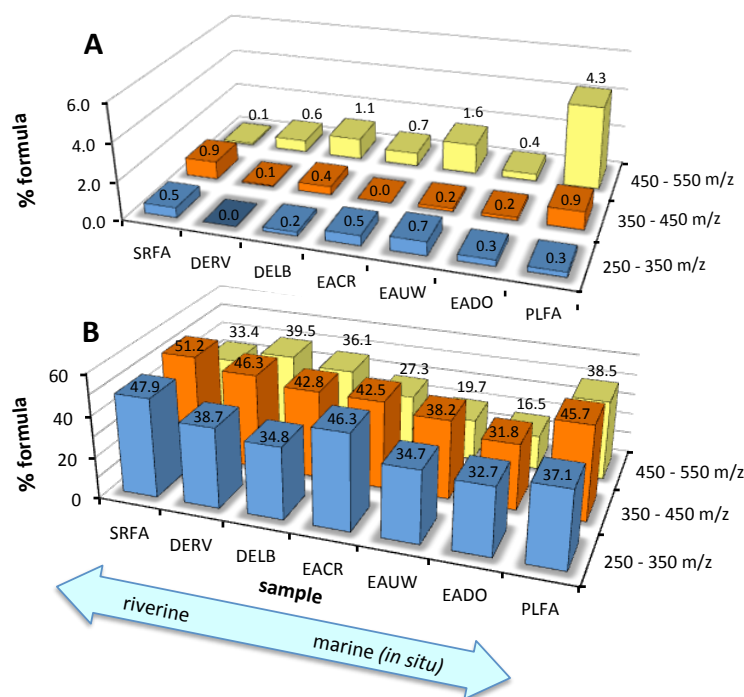 A
% formula
6.0
4.0
2.0
0.0
0.1 0.6 1.1 0.7 1.6 0.4 4.3
0.9 0.1 0.4 0.0 0.2 0.2 0.9
0.5 0.0 0.2 0.5 0.7 0.3 0.3
450 - 550 m/z
350 - 450 m/z
250 - 350 m/z
SRFA DERV DELB EACR EAUW EADO PLFA
B
% formula
60
40
20
0
33.4 39.5 36.1 27.3 19.7 16.5 38.5
51.2 46.3 42.8 42.5 38.2 31.8 45.7
47.9 38.7 34.8 46.3 34.7 32.7 37.1
450 - 550 m/z
350 - 450 m/z
250 - 350 m/z
SRFA DERV DELB EACR EAUW EADO PLFA
sample
riverine
marine (in situ)